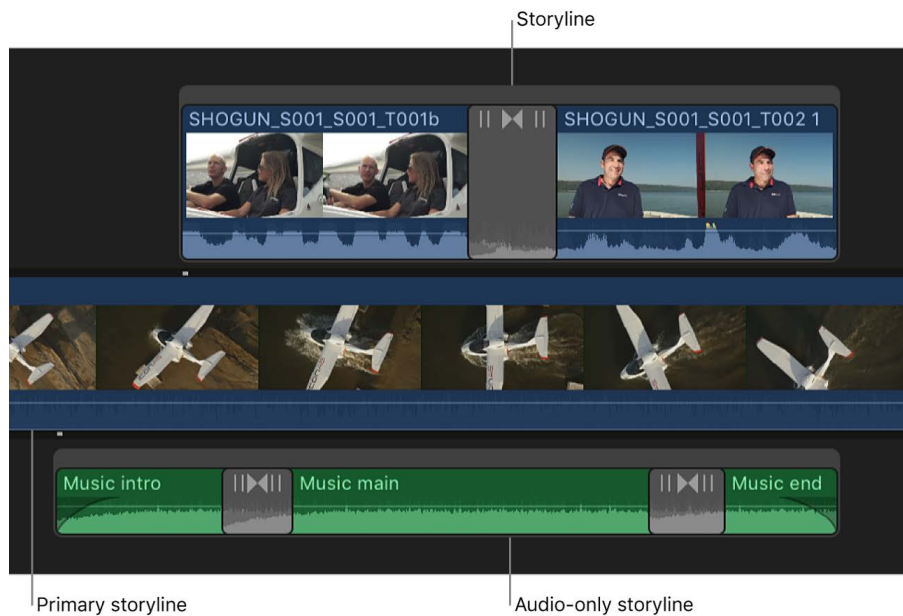 Storyline
SHOGUN_S001_S001_T001b
SHOGUN_S001_S001_T002 1
Music intro
Music main
Music end
Primary storyline
Audio-only storyline